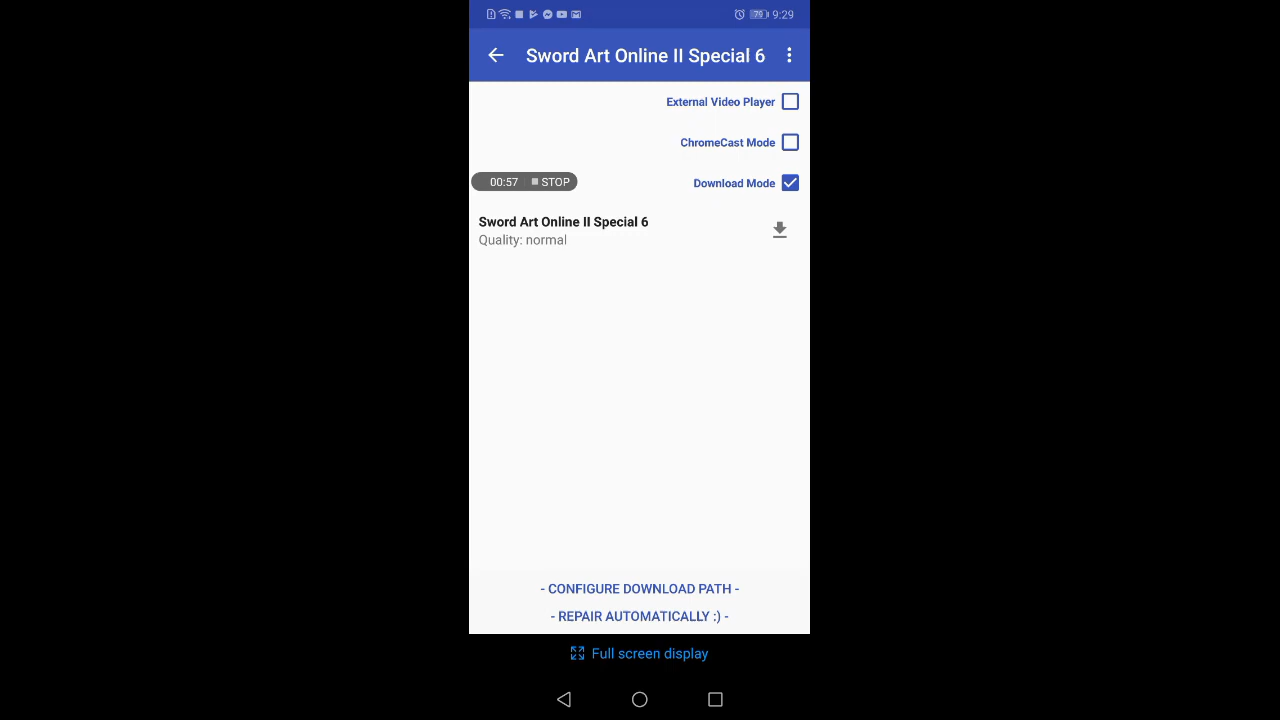 79 9:29
Sword Art Online II Special 6
External Video Player
ChromeCast Mode
00:57 STOP
Download Mode
Sword Art Online II Special 6
Quality: normal
- CONFIGURE DOWNLOAD PATH -
- REPAIR AUTOMATICALLY :) -
Full screen display